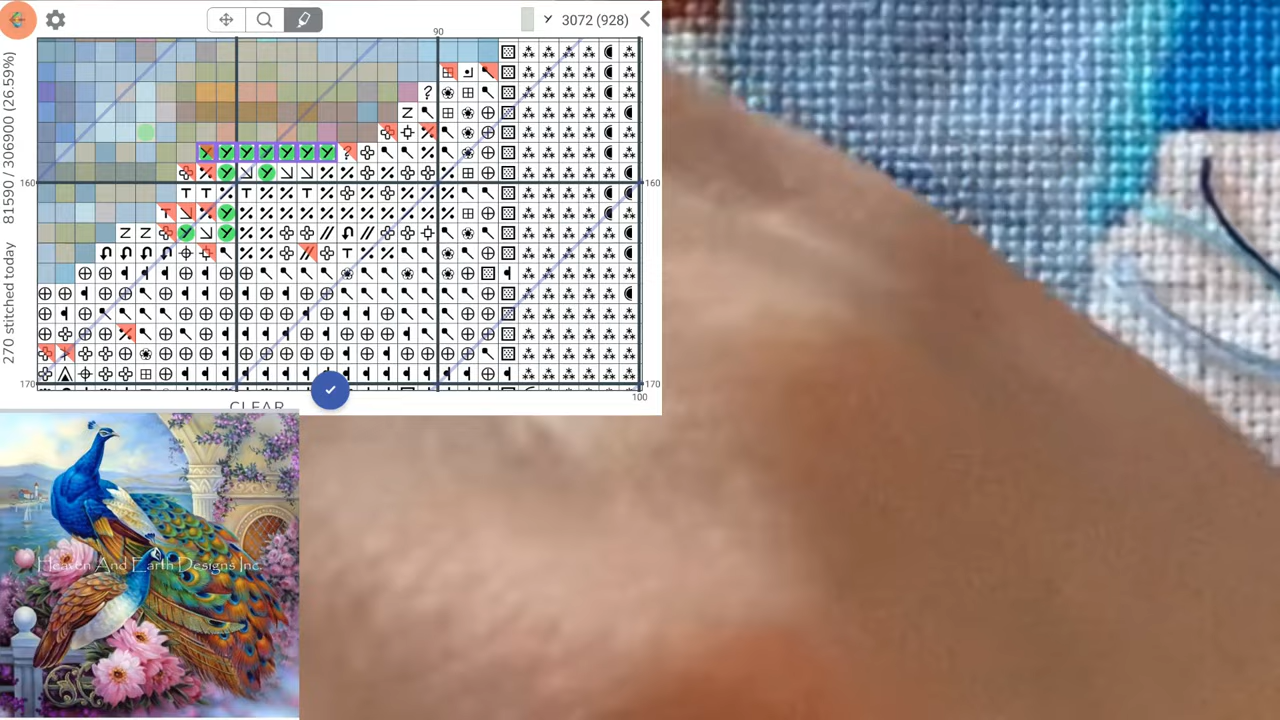 3072 (928)
90
81590 / 306900 (26.59%)
270 stitched today
160
160
170
170
100
CLEAR
Heaven And Earth Designs Inc.